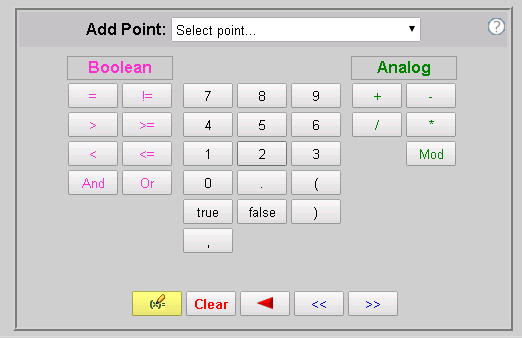 Add Point: Select point... ?
Boolean Analog
= != 7 8 9 + -
> >= 4 5 6 / *
< <= 1 2 3 Mod
And Or 0 . (
true false )
,
Clear << >>